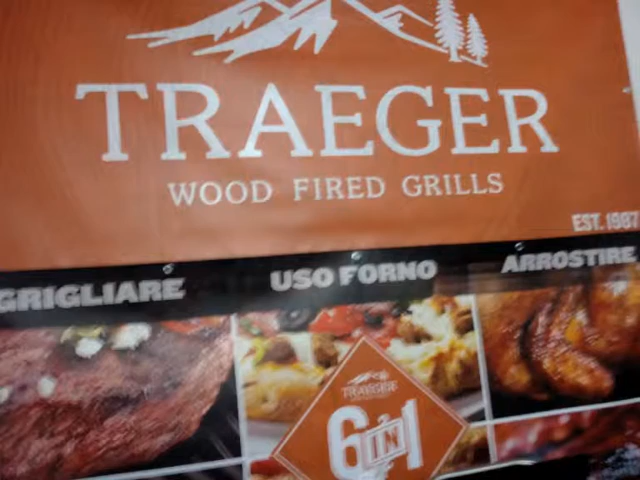 TRAEGER
WOOD FIRED GRILLS
EST. 1987
GRIGLIARE
USO FORNO
ARROSTIRE
TRAEGER
6 IN 1